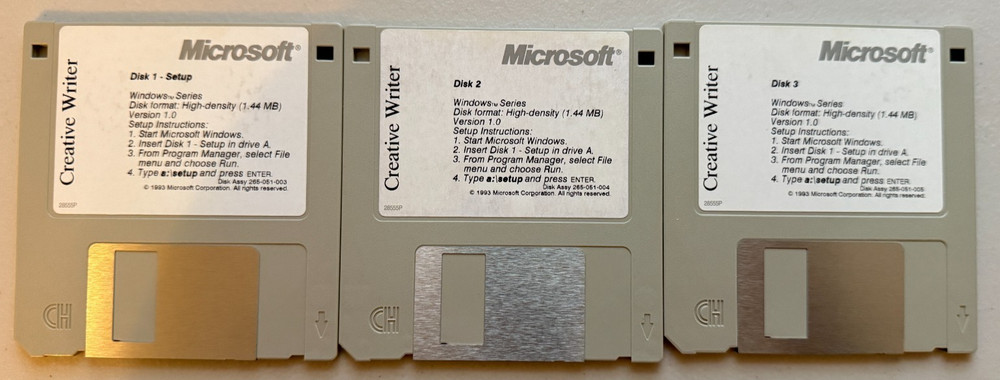 Microsoft®
Creative Writer
Disk 1 - Setup
Windows™ Series
Disk format: High-density (1.44 MB)
Version 1.0
Setup Instructions:
1. Start Microsoft Windows.
2. Insert Disk 1 - Setup in drive A.
3. From Program Manager, select File
menu and choose Run.
4. Type a:\setup and press ENTER.
Disk Assy 265-051-003
© 1993 Microsoft Corporation. All rights reserved.
28555P
Microsoft®
Creative Writer
Disk 2
Windows™ Series
Disk format: High-density (1.44 MB)
Version 1.0
Setup Instructions:
1. Start Microsoft Windows.
2. Insert Disk 1 - Setup in drive A.
3. From Program Manager, select File
menu and choose Run.
4. Type a:\setup and press ENTER.
Disk Assy 265-051-004
© 1993 Microsoft Corporation. All rights reserved.
28555P
Microsoft®
Creative Writer
Disk 3
Windows™ Series
Disk format: High-density (1.44 MB)
Version 1.0
Setup Instructions:
1. Start Microsoft Windows.
2. Insert Disk 1 - Setup in drive A.
3. From Program Manager, select File
menu and choose Run.
4. Type a:\setup and press ENTER.
Disk Assy 265-051-005
© 1993 Microsoft Corporation. All rights reserved.
28555P